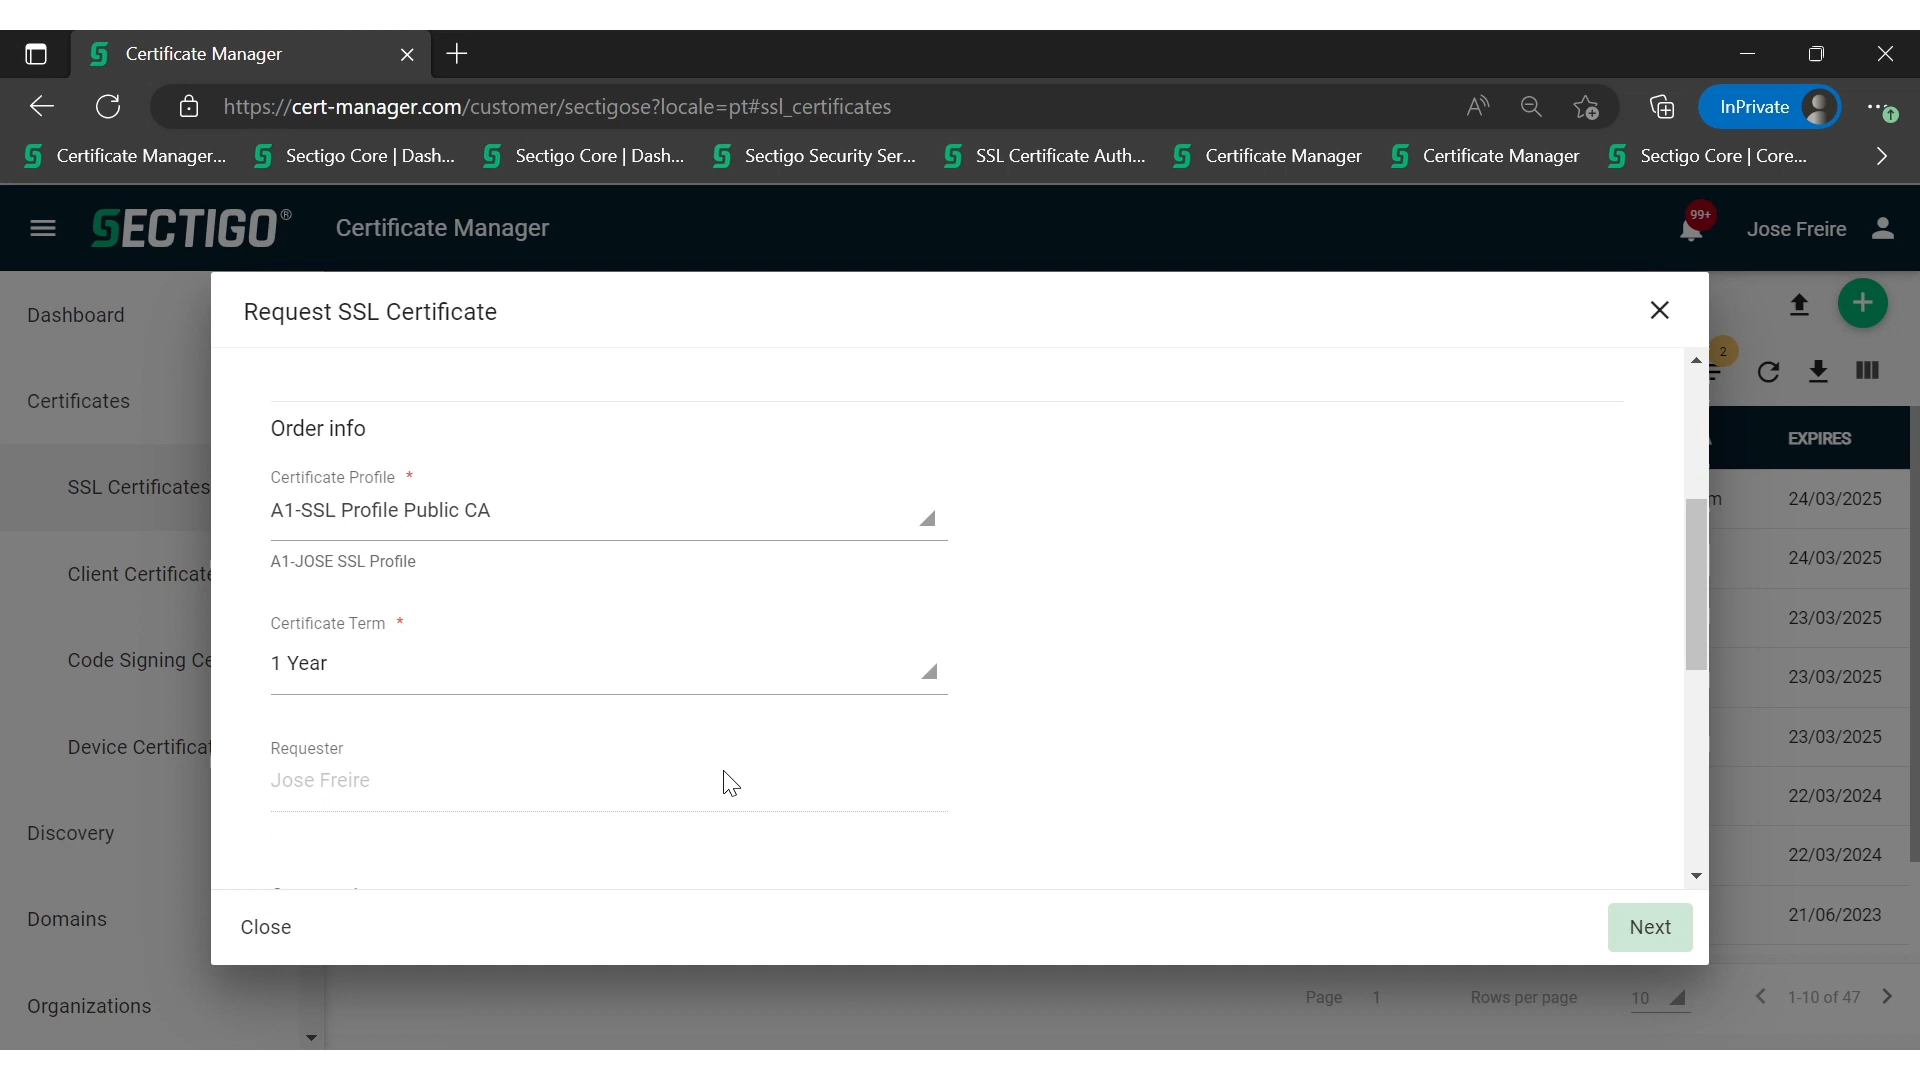 Certificate Manager
https://cert-manager.com/customer/sectigose?locale=pt#ssl_certificates
InPrivate
Certificate Manager...
Sectigo Core | Dash...
Sectigo Core | Dash...
Sectigo Security Ser...
SSL Certificate Auth...
Certificate Manager
Certificate Manager
Sectigo Core | Core...
SECTIGO®
Certificate Manager
99+
Jose Freire
Dashboard
Certificates
SSL Certificates
Client Certificate
Code Signing Ce
Device Certificat
Discovery
Domains
Organizations
Request SSL Certificate
Order info
Certificate Profile *
A1-SSL Profile Public CA
A1-JOSE SSL Profile
Certificate Term *
1 Year
Requester
Jose Freire
Close
Next
2
EXPIRES
m
24/03/2025
24/03/2025
23/03/2025
23/03/2025
23/03/2025
22/03/2024
22/03/2024
21/06/2023
Page 1
Rows per page 10
1-10 of 47